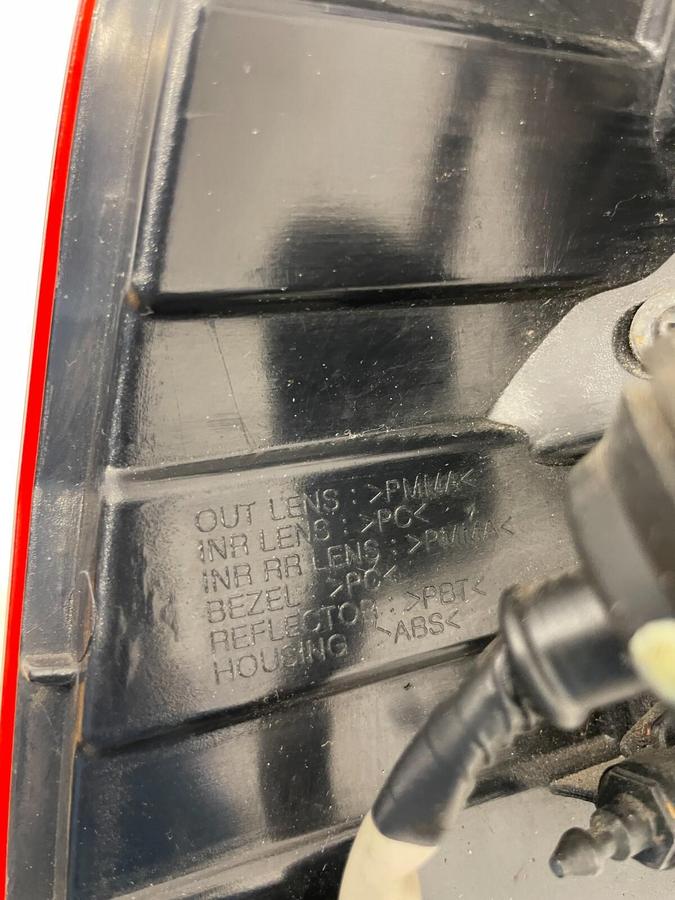 OUT LENS : >PMMA<
INR LENS : >PC<
INR RR LENS : >PMMA<
BEZEL >PC<
REFLECTOR : >PBT<
HOUSING >ABS<